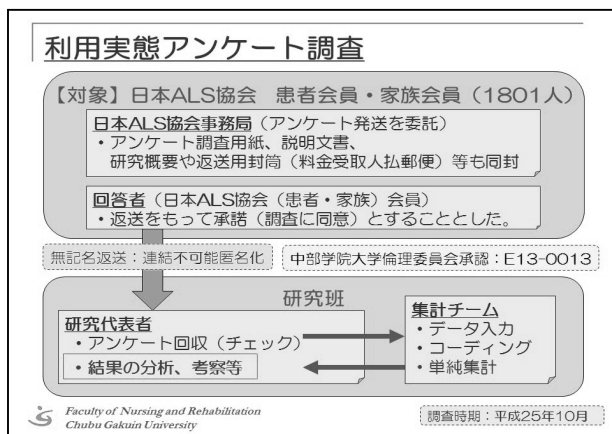 利用実態アンケート調査
【対象】日本ALS協会 患者会員・家族会員(1801人)
日本ALS協会事務局(アンケート発送を委託)
・アンケート調査用紙、説明文書、
研究概要や返送用封筒(料金受取人払郵便)等も同封
回答者(日本ALS協会(患者・家族)会員)
・返送をもって承諾(調査に同意)とすることとした。
無記名返送:連結不可能匿名化
中部学院大学倫理委員会承認:E13-0013
研究班
研究代表者
・アンケート回収(チェック)
・結果の分析、考察等
集計チーム
・データ入力
・コーディング
・単純集計
Faculty of Nursing and Rehabilitation
Chubu Gakuin University
調査時期:平成25年10月